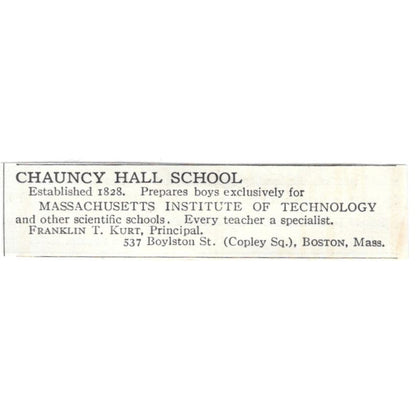 CHAUNCY HALL SCHOOL
Established 1828. Prepares boys exclusively for
MASSACHUSETTS INSTITUTE OF TECHNOLOGY
and other scientific schools. Every teacher a specialist.
FRANKLIN T. KURT, Principal.
537 Boylston St. (Copley Sq.), BOSTON, Mass.